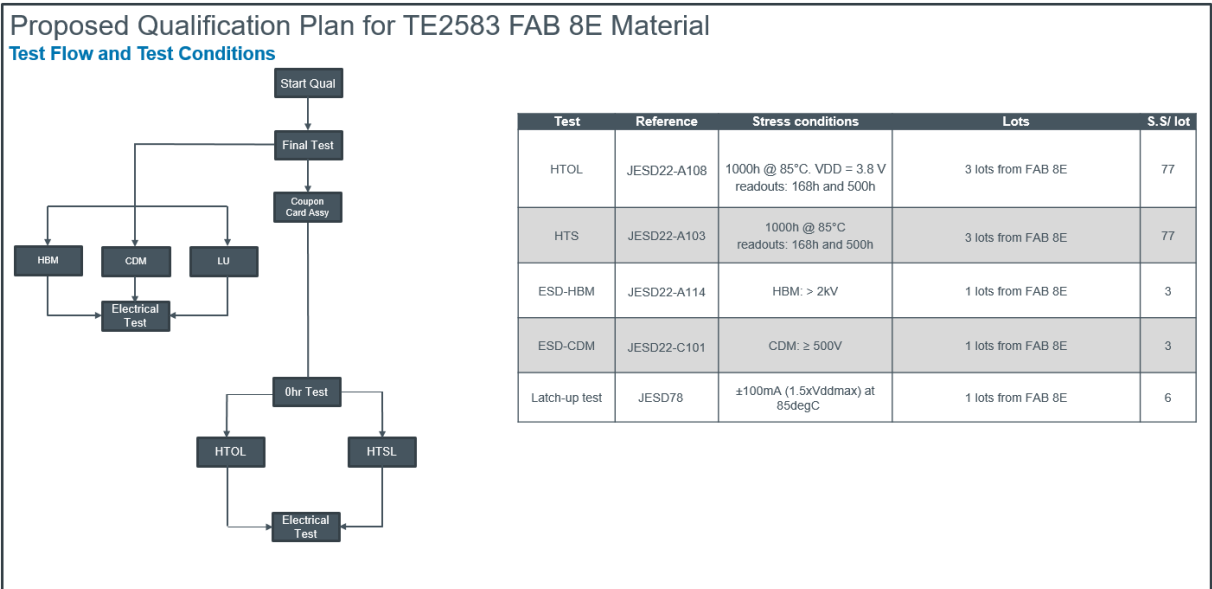 Proposed Qualification Plan for TE2583 FAB 8E Material
Test Flow and Test Conditions
Start Qual
Final Test
Coupon
Card Assy
HBM
CDM
LU
Electrical
Test
0hr Test
HTOL
HTSL
Electrical
Test
Test Reference Stress conditions Lots S.S/ lot
HTOL JESD22-A108 1000h @ 85°C. VDD = 3.8 V 3 lots from FAB 8E 77
readouts: 168h and 500h
HTS JESD22-A103 1000h @ 85°C 3 lots from FAB 8E 77
readouts: 168h and 500h
ESD-HBM JESD22-A114 HBM: > 2kV 1 lots from FAB 8E 3
ESD-CDM JESD22-C101 CDM: ≥ 500V 1 lots from FAB 8E 3
Latch-up test JESD78 ±100mA (1.5xVddmax) at 1 lots from FAB 8E 6
85degC